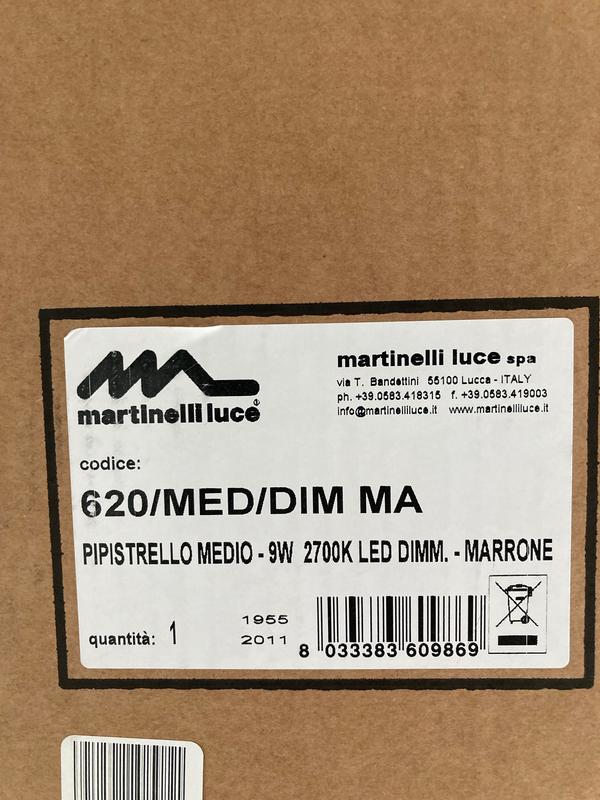 martinelli luce
martinelli luce spa
via T. Bandettini 55100 Lucca - ITALY
ph. +39.0583.418315 f. +39.0583.419003
info@martinelliluce.it www.martinelliluce.it
codice:
620/MED/DIM MA
PIPISTRELLO MEDIO - 9W 2700K LED DIMM. - MARRONE
quantità: 1
1955
2011
8 033383 609869